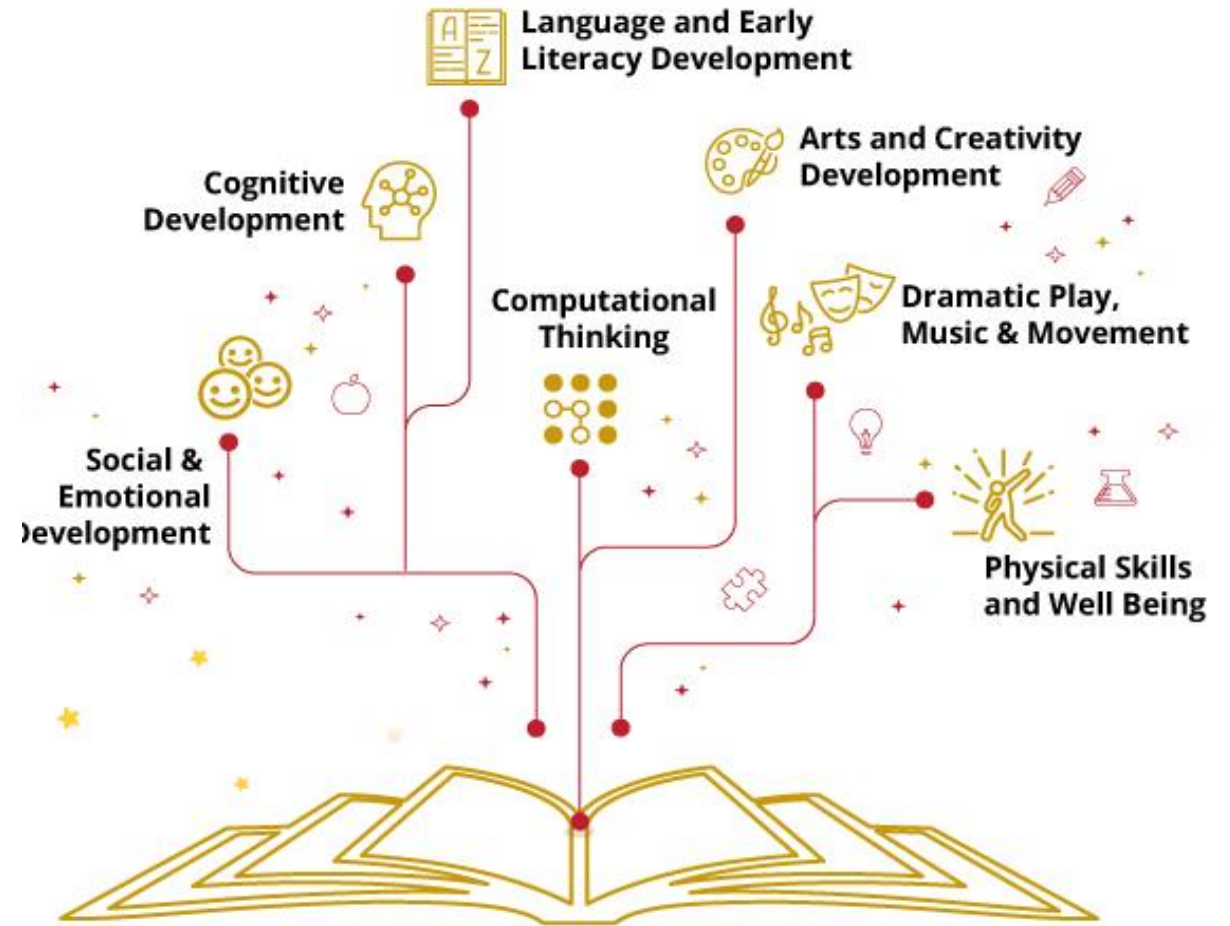 Language and Early
Literacy Development
Arts and Creativity
Development
Cognitive
Development
Computational
Thinking
Dramatic Play,
Music & Movement
Social &
Emotional
Development
Physical Skills
and Well Being
A
Z